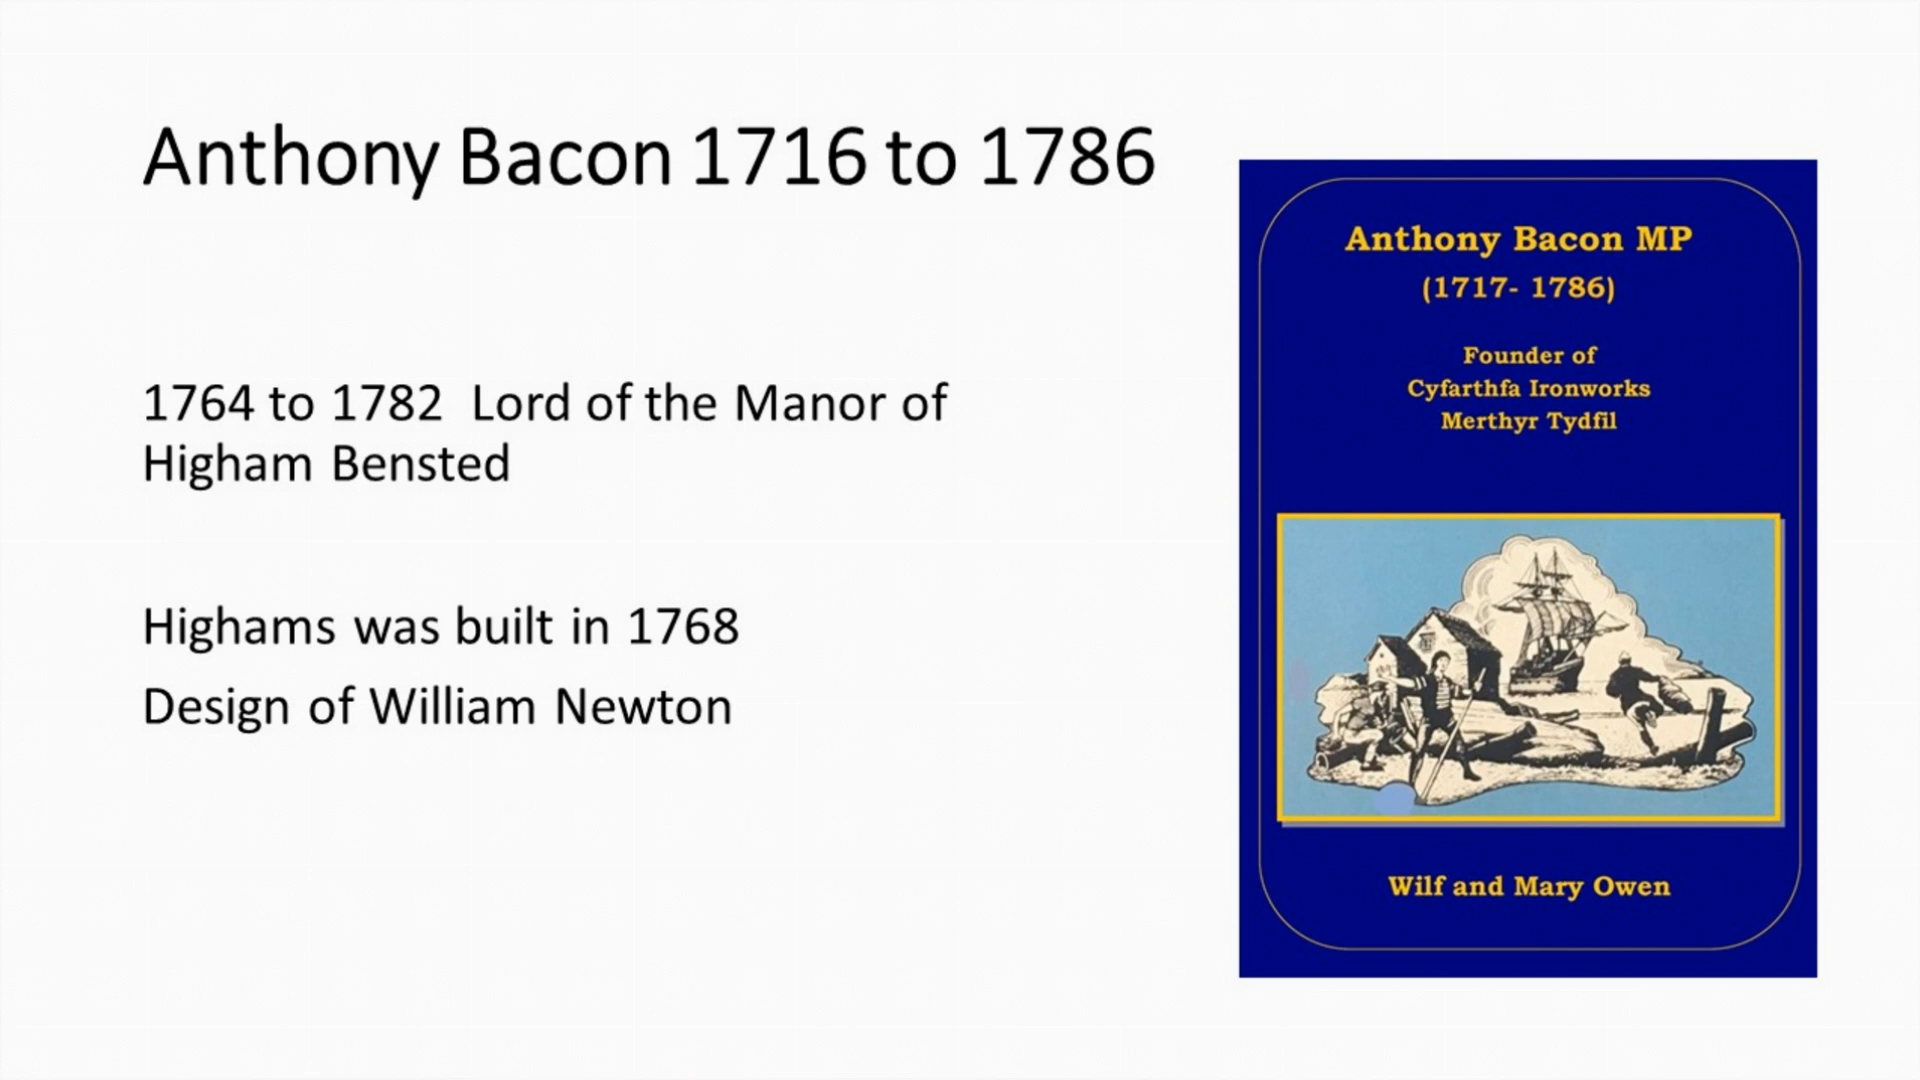 Anthony Bacon 1716 to 1786
1764 to 1782 Lord of the Manor of
Higham Bensted
Highams was built in 1768
Design of William Newton
Anthony Bacon MP
(1717- 1786)
Founder of
Cyfarthfa Ironworks
Merthyr Tydfil
Wilf and Mary Owen